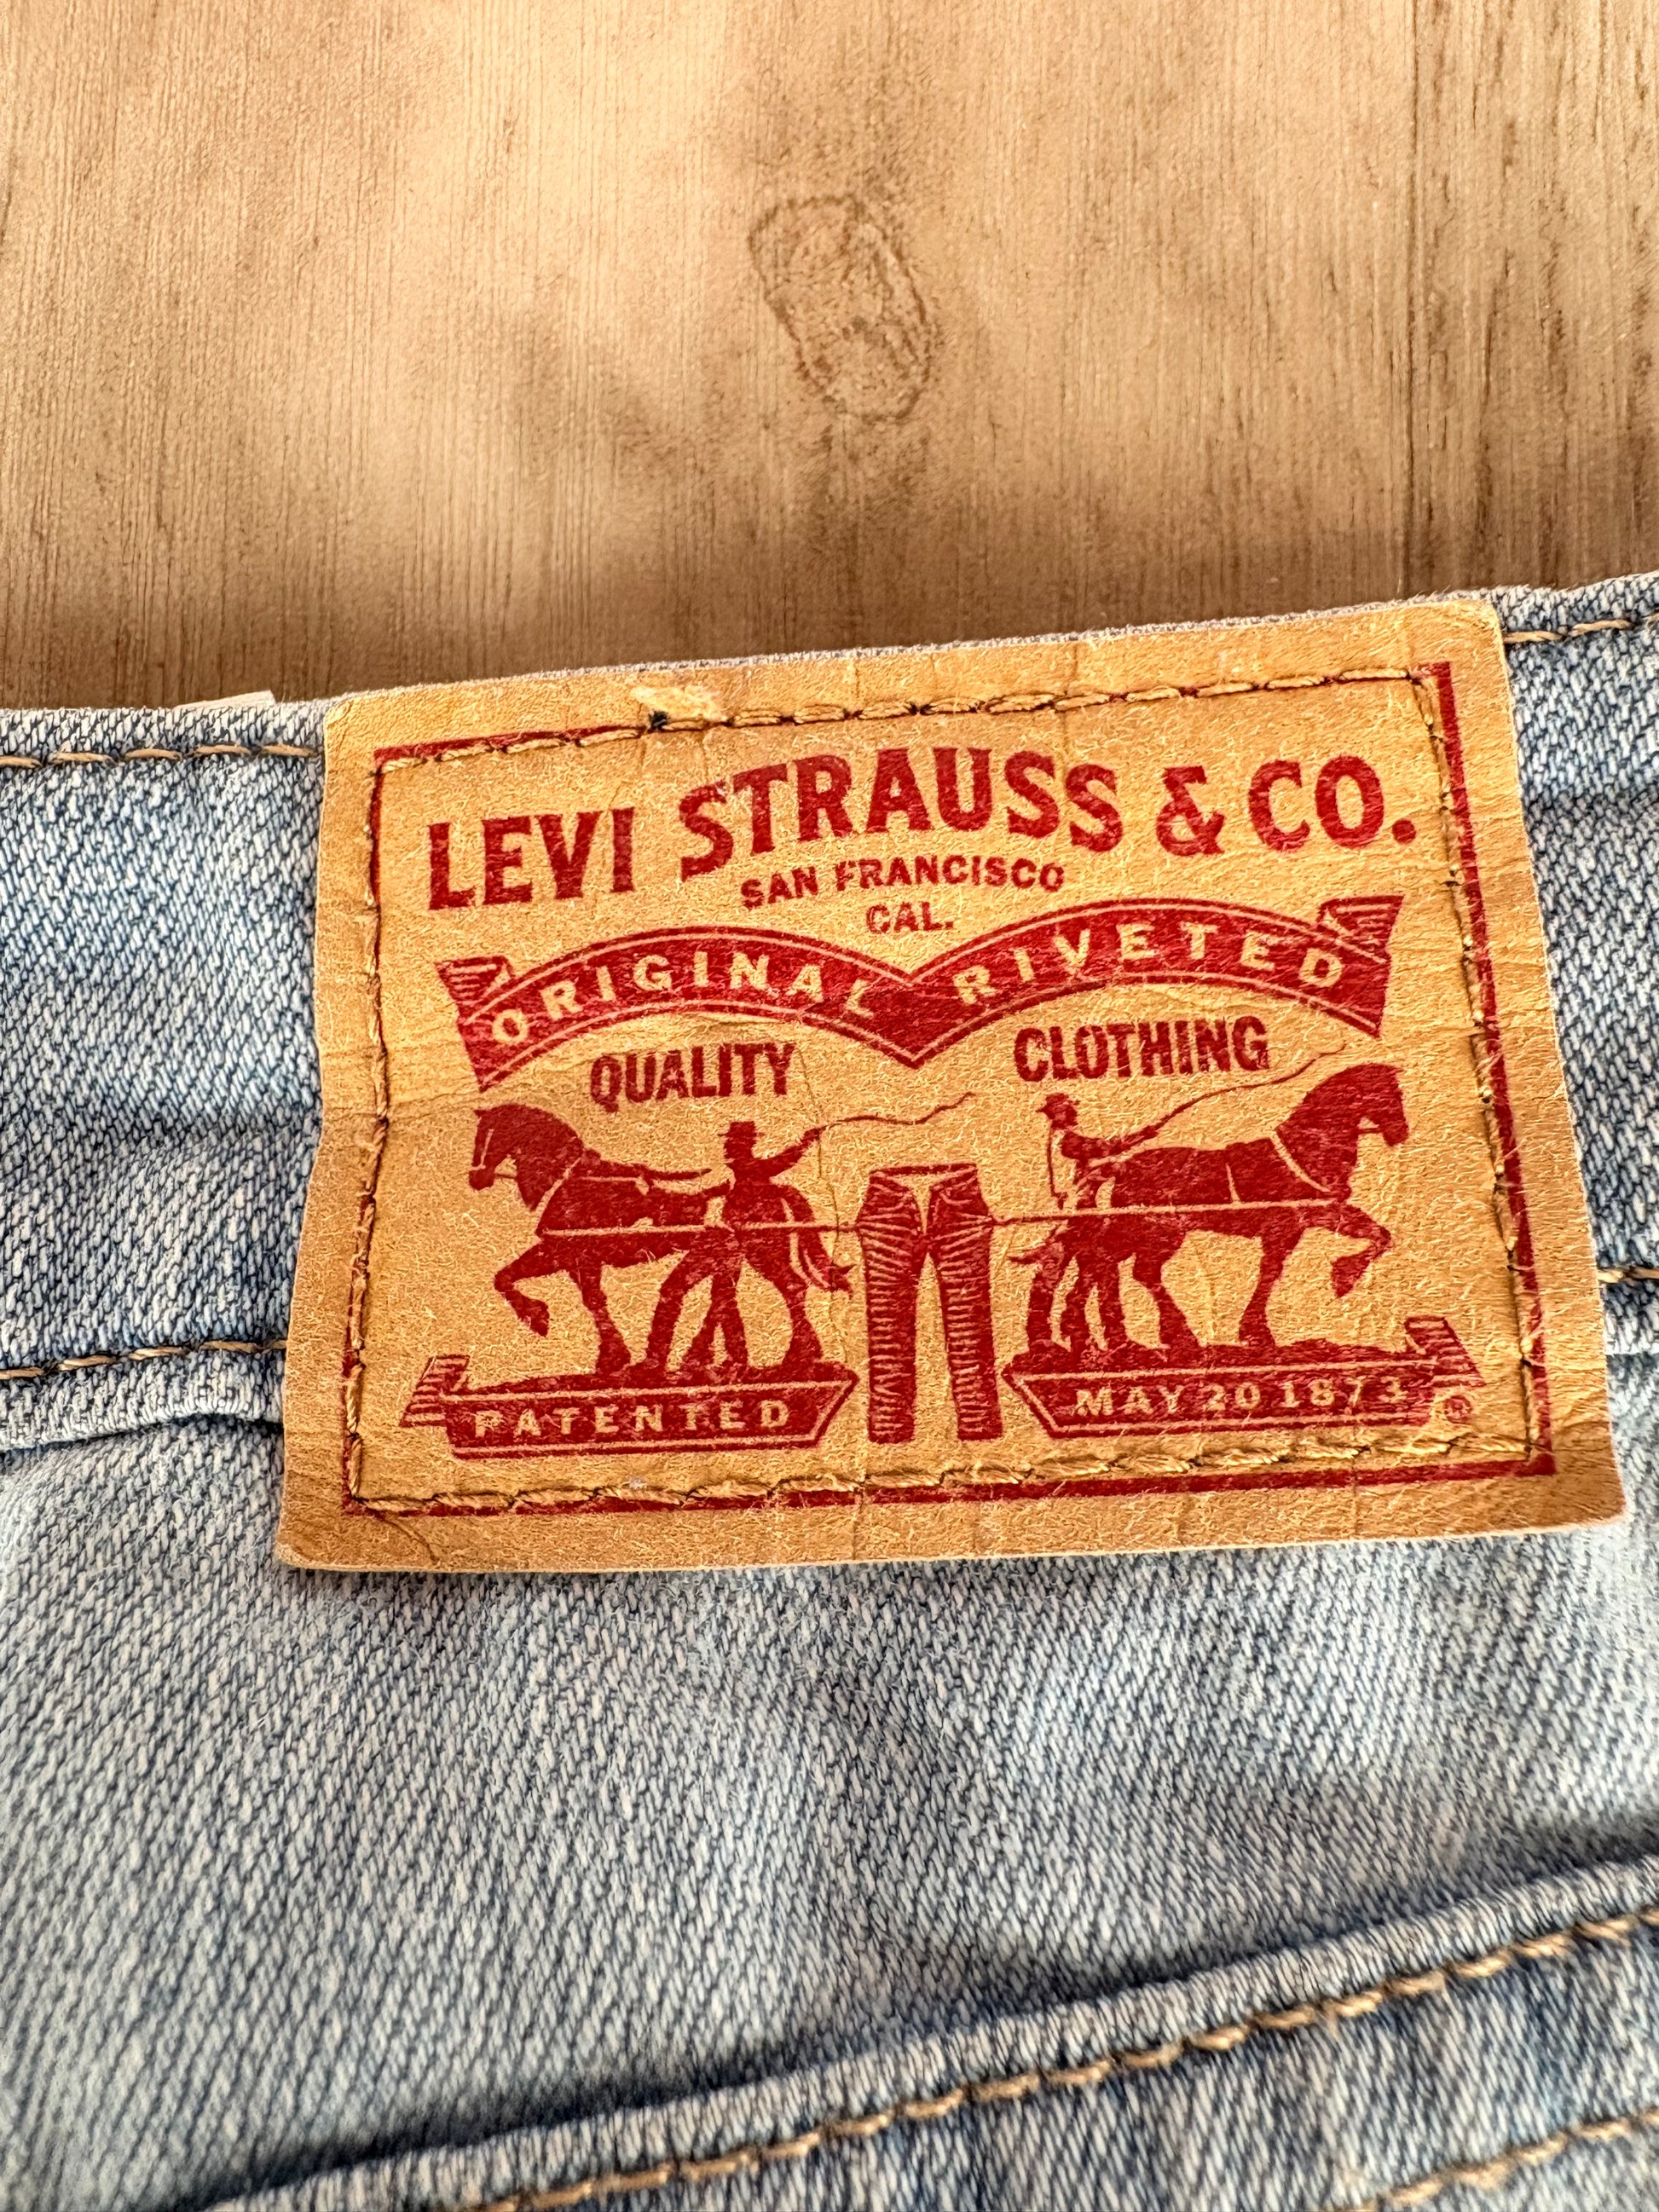 LEVI STRAUSS & CO.
SAN FRANCISCO
CAL.
ORIGINAL RIVETED
QUALITY CLOTHING
PATENTED MAY 20 1873 ®